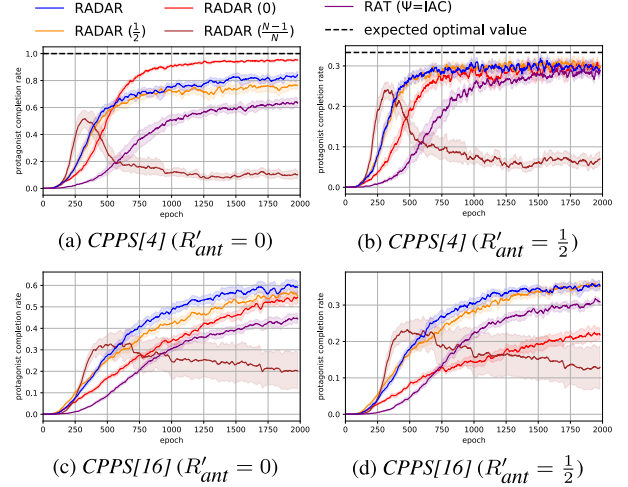 RADAR RADAR (0) RAT (Ψ=IAC)
RADAR (1/2) RADAR (N−1/N) expected optimal value
1.0
0.8
0.6
0.4
0.2
0.0
protagonist completion rate
0 250 500 750 1000 1250 1500 1750 2000
epoch
(a) CPPS[4] (R′ant = 0)
0.3
0.2
0.1
0.0
protagonist completion rate
0 250 500 750 1000 1250 1500 1750 2000
epoch
(b) CPPS[4] (R′ant = 1/2)
0.6
0.5
0.4
0.3
0.2
0.1
0.0
protagonist completion rate
0 250 500 750 1000 1250 1500 1750 2000
epoch
(c) CPPS[16] (R′ant = 0)
0.3
0.2
0.1
0.0
protagonist completion rate
0 250 500 750 1000 1250 1500 1750 2000
epoch
(d) CPPS[16] (R′ant = 1/2)